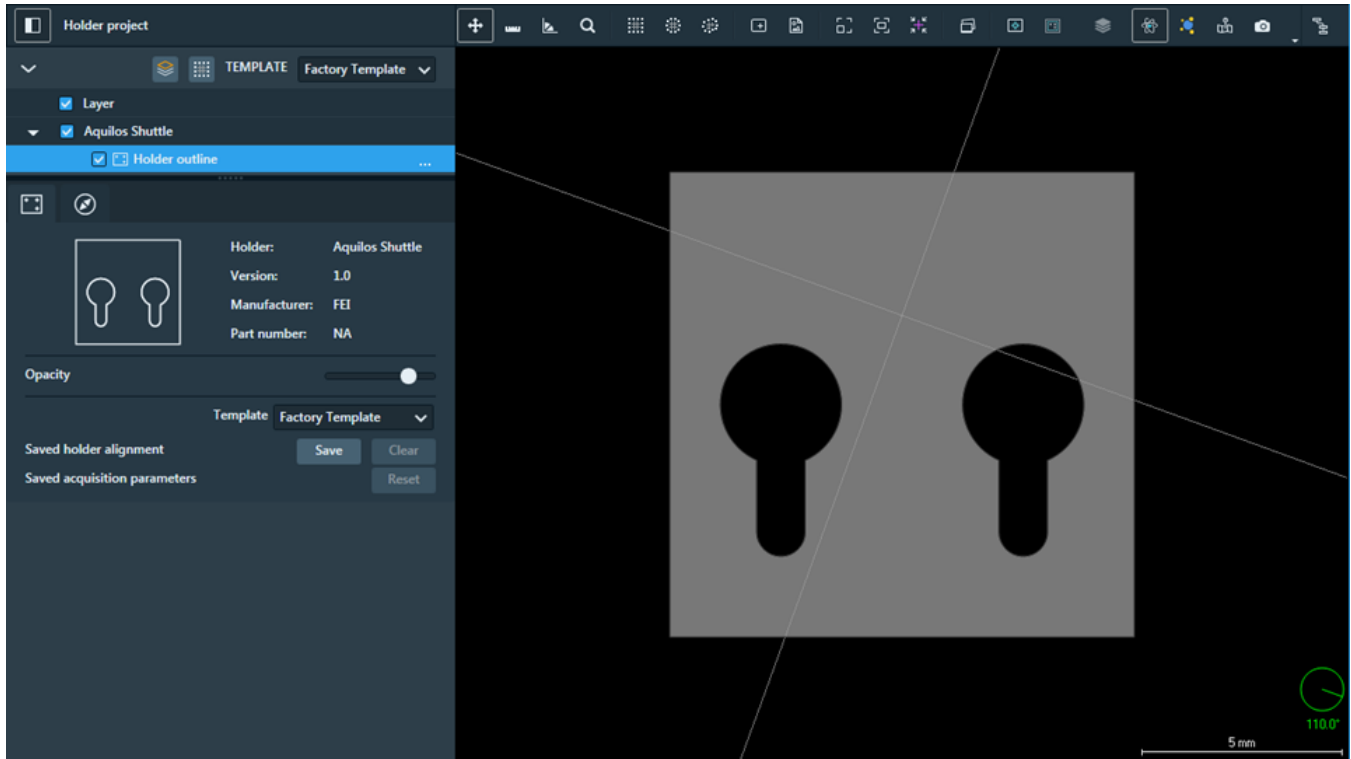 Holder project
TEMPLATE Factory Template
Layer
Aquilos Shuttle
Holder outline ...
Holder: Aquilos Shuttle
Version: 1.0
Manufacturer: FEI
Part number: NA
Opacity
Template Factory Template
Saved holder alignment Save Clear
Saved acquisition parameters Reset
110.0°
5 mm